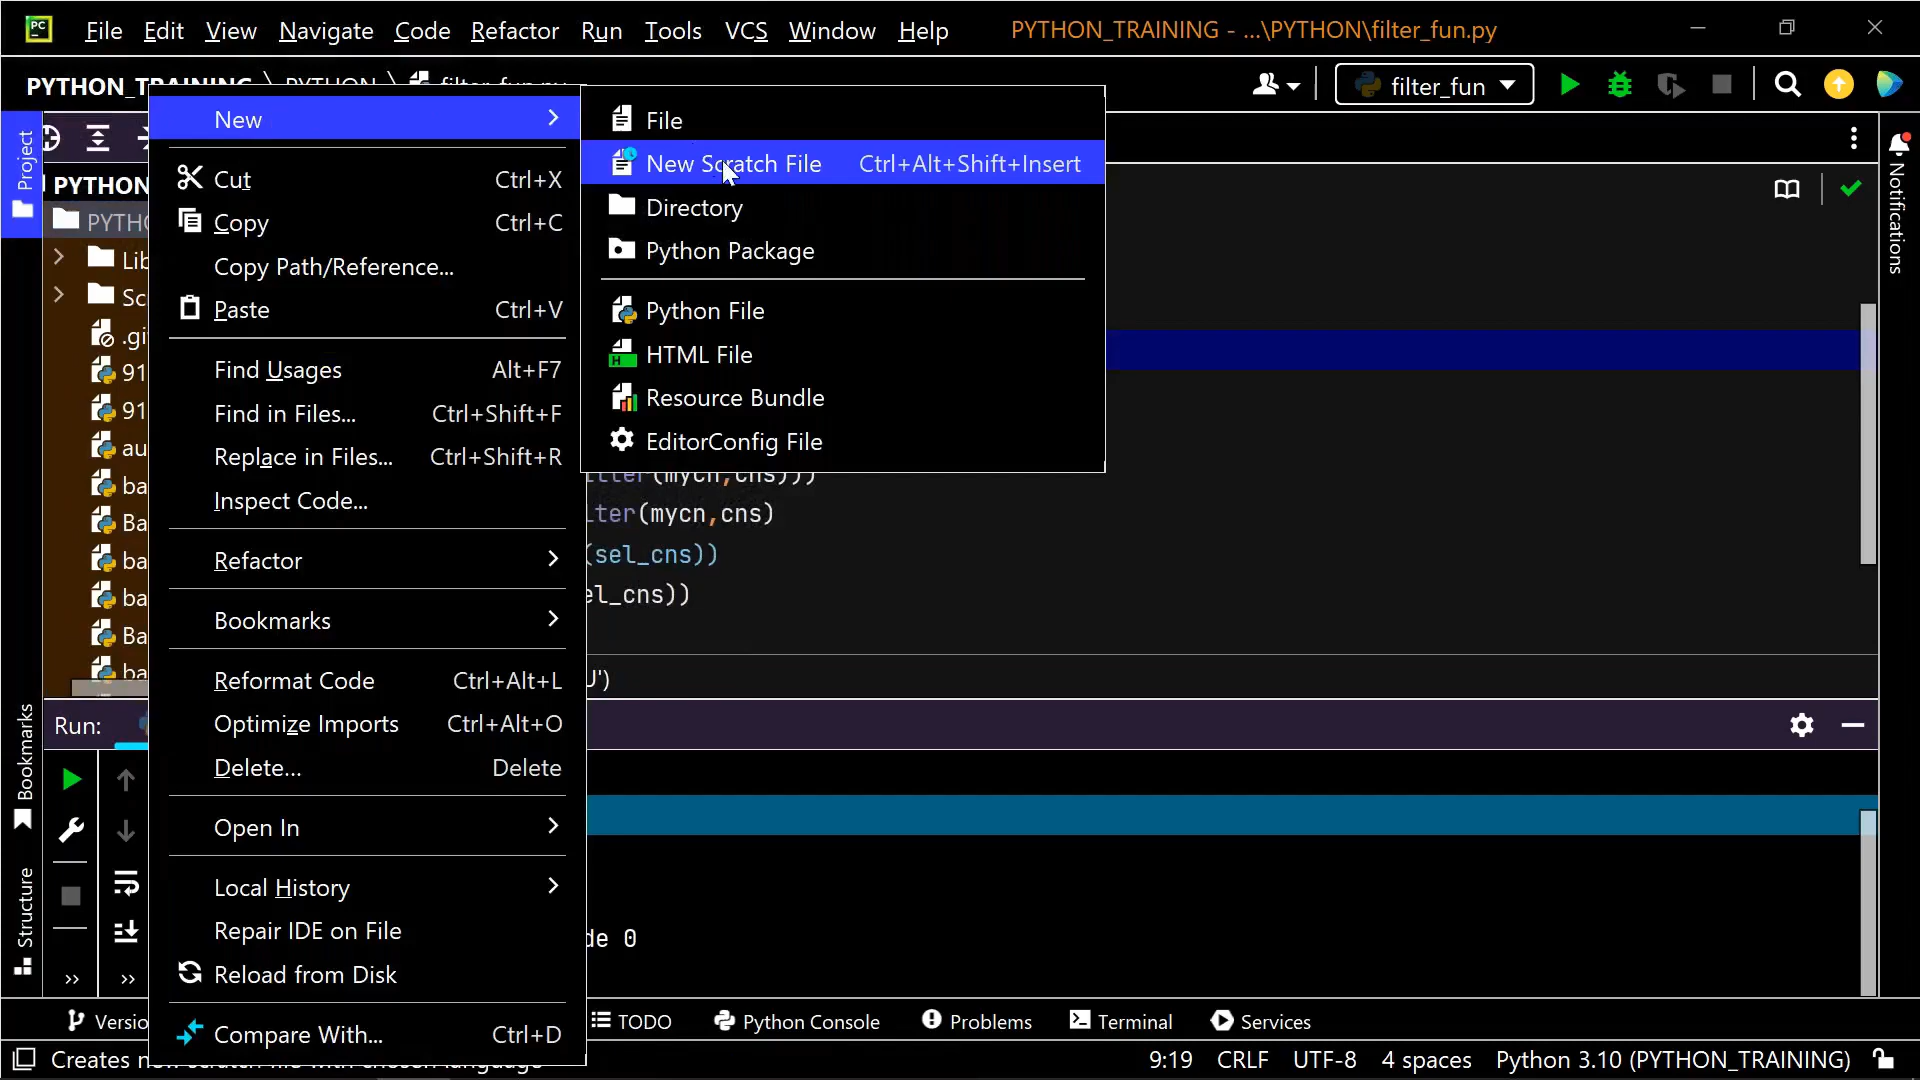 PC File Edit View Navigate Code Refactor Run Tools VCS Window Help PYTHON_TRAINING - ...\PYTHON\filter_fun.py
filter_fun
New
Cut Ctrl+X
Copy Ctrl+C
Copy Path/Reference...
Paste Ctrl+V
Find Usages Alt+F7
Find in Files... Ctrl+Shift+F
Replace in Files... Ctrl+Shift+R
Inspect Code...
Refactor
Bookmarks
Reformat Code Ctrl+Alt+L
Optimize Imports Ctrl+Alt+O
Delete... Delete
Open In
Local History
Repair IDE on File
Reload from Disk
Compare With... Ctrl+D
File
New Scratch File Ctrl+Alt+Shift+Insert
Directory
Python Package
Python File
HTML File
Resource Bundle
EditorConfig File
Project
PYTHON
Bookmarks
Structure
Notifications
(mycn,cns)))
lter(mycn,cns)
(sel_cns))
el_cns))
U')
Run:
de 0
Versio TODO Python Console Problems Terminal Services
Creates 9:19 CRLF UTF-8 4 spaces Python 3.10 (PYTHON_TRAINING)